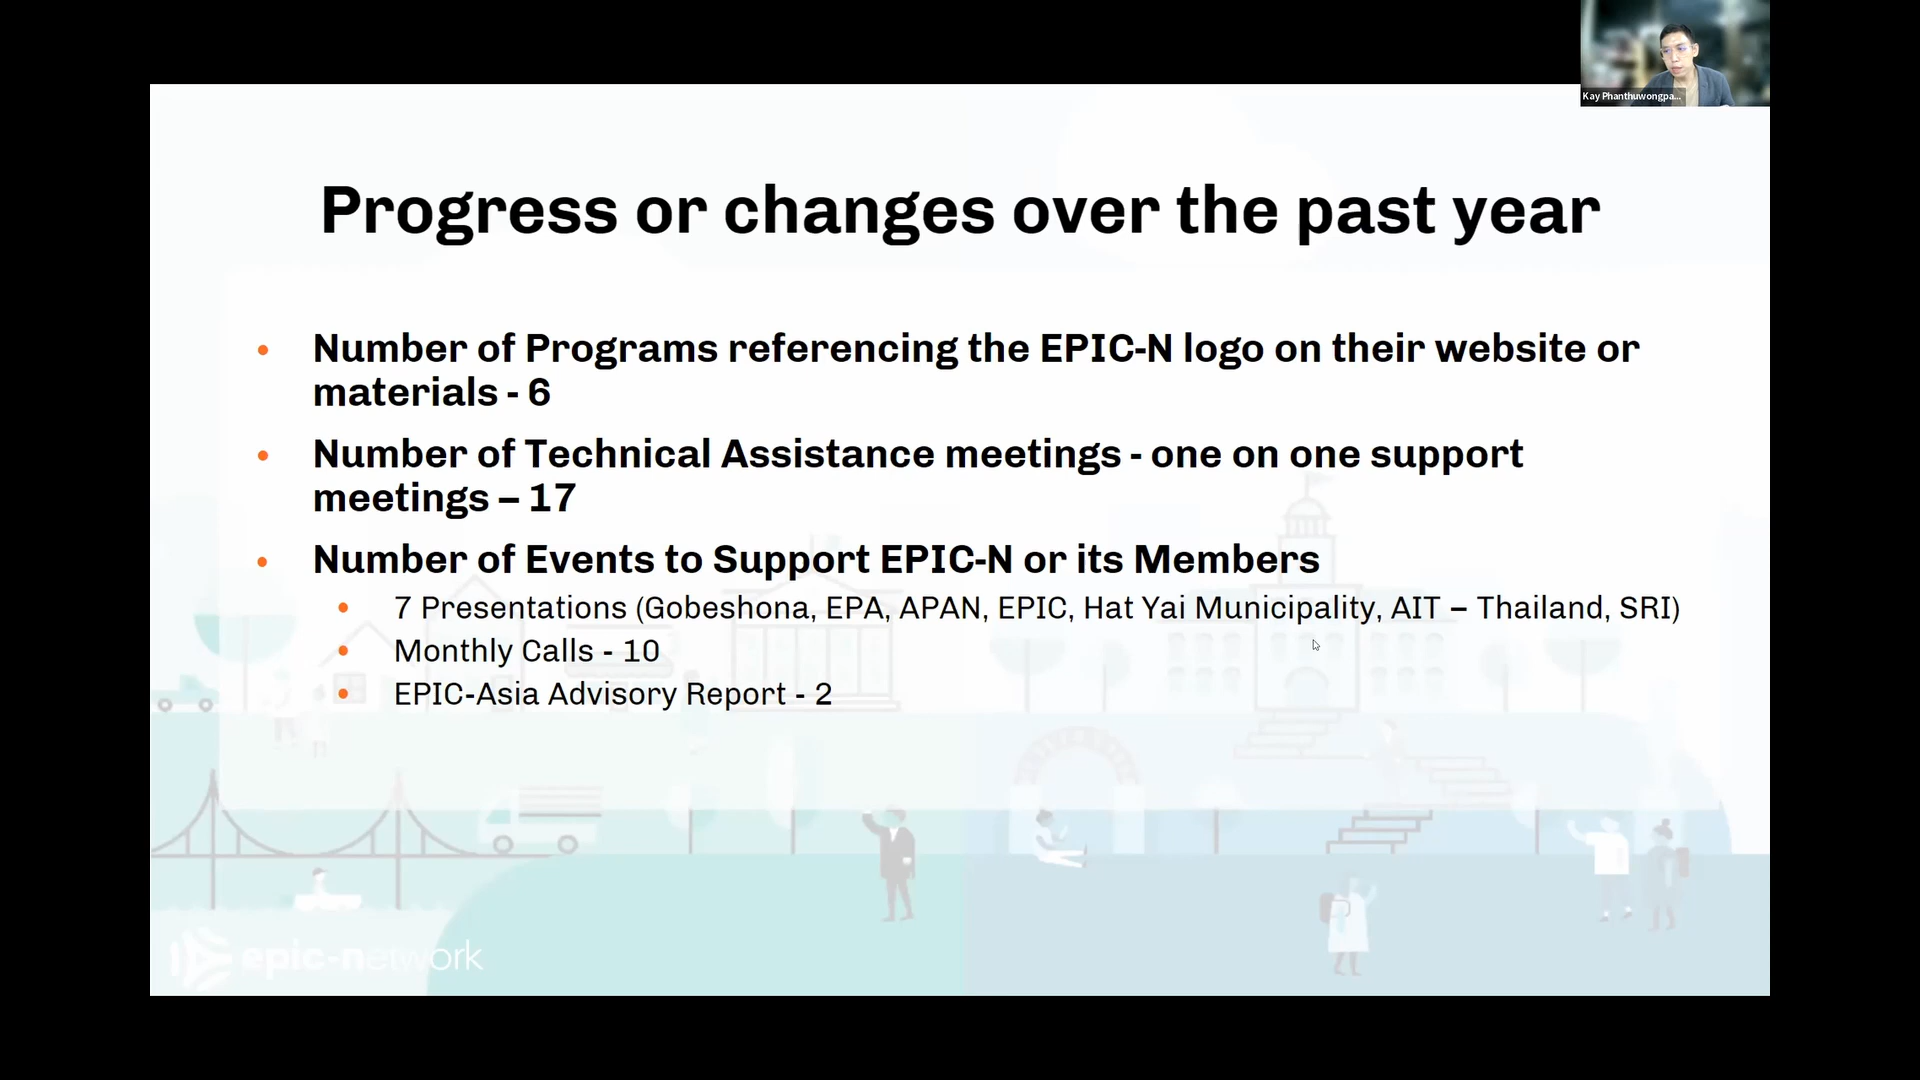 Kay Phanthuwongpa...
Progress or changes over the past year
• Number of Programs referencing the EPIC-N logo on their website or
materials - 6
• Number of Technical Assistance meetings - one on one support
meetings – 17
• Number of Events to Support EPIC-N or its Members
• 7 Presentations (Gobeshona, EPA, APAN, EPIC, Hat Yai Municipality, AIT – Thailand, SRI)
• Monthly Calls - 10
• EPIC-Asia Advisory Report - 2
epic-network